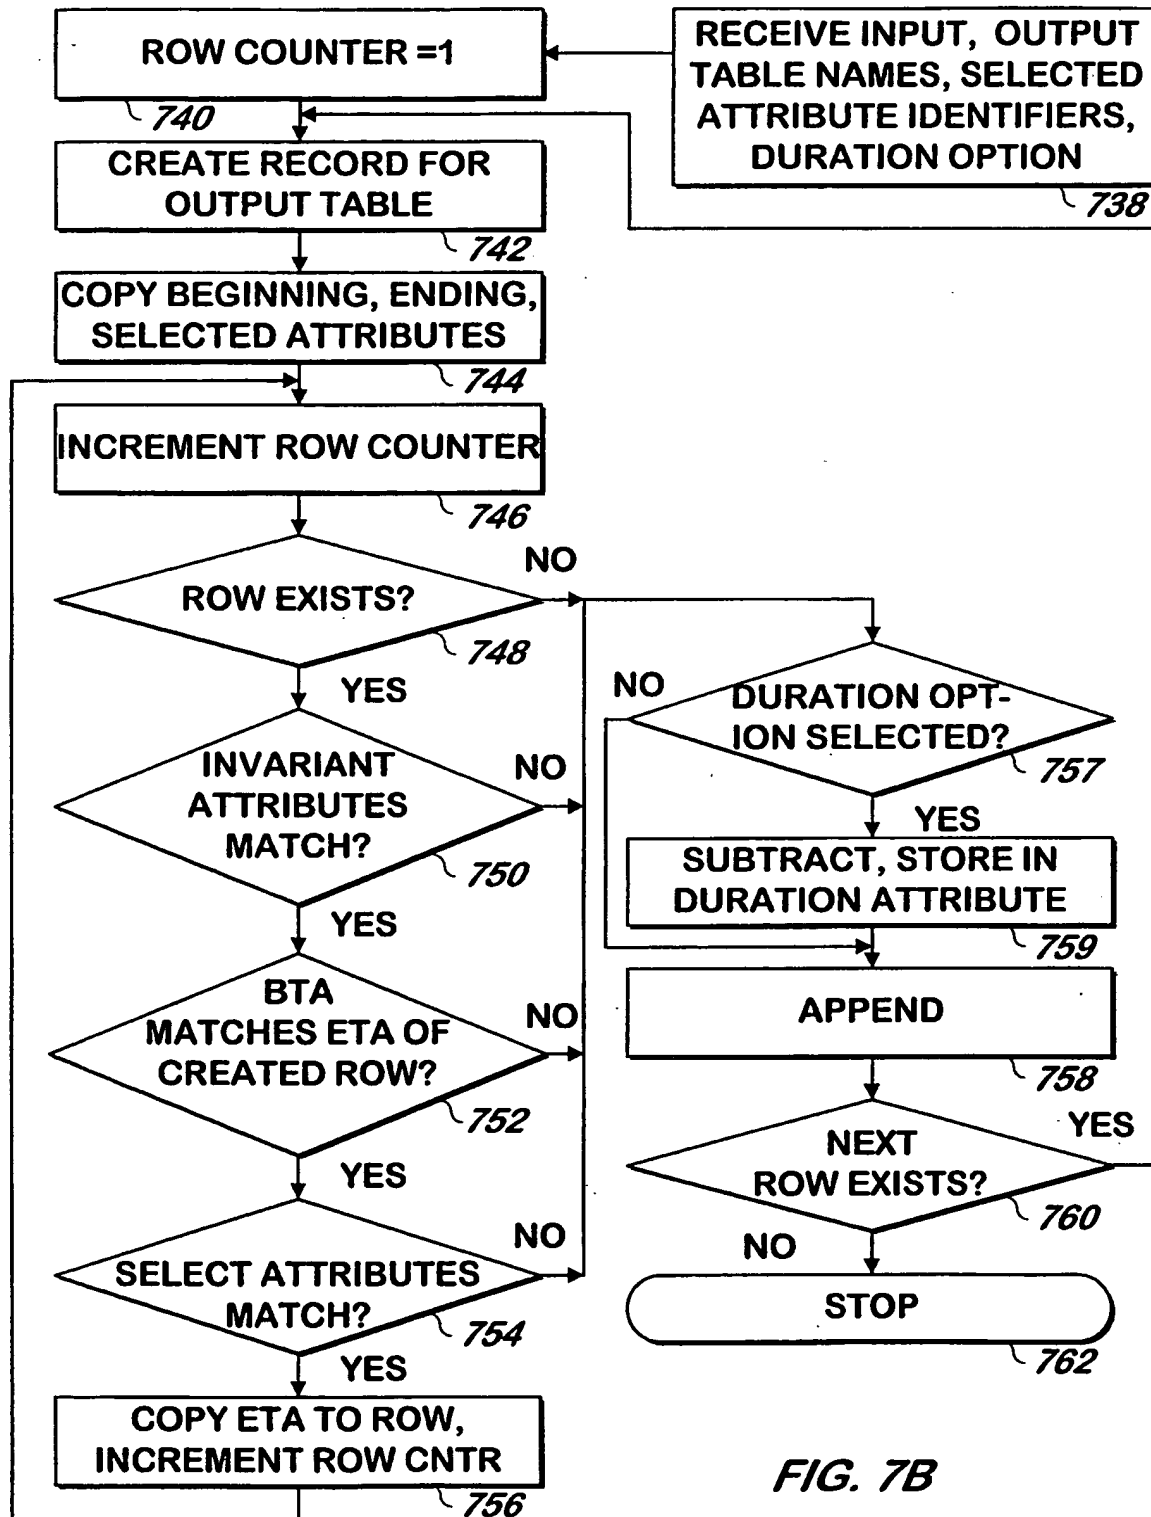 ROW COUNTER =1
740
RECEIVE INPUT, OUTPUT
TABLE NAMES, SELECTED
ATTRIBUTE IDENTIFIERS,
DURATION OPTION
738
CREATE RECORD FOR
OUTPUT TABLE
742
COPY BEGINNING, ENDING,
SELECTED ATTRIBUTES
744
INCREMENT ROW COUNTER
746
ROW EXISTS?
NO
748
YES
INVARIANT
ATTRIBUTES
MATCH?
NO
750
YES
BTA
MATCHES ETA OF
CREATED ROW?
NO
752
YES
SELECT ATTRIBUTES
MATCH?
NO
754
YES
COPY ETA TO ROW,
INCREMENT ROW CNTR
756
DURATION OPT-
ION SELECTED?
NO
757
YES
SUBTRACT, STORE IN
DURATION ATTRIBUTE
759
APPEND
758
NEXT
ROW EXISTS?
YES
760
NO
STOP
762
FIG. 7B